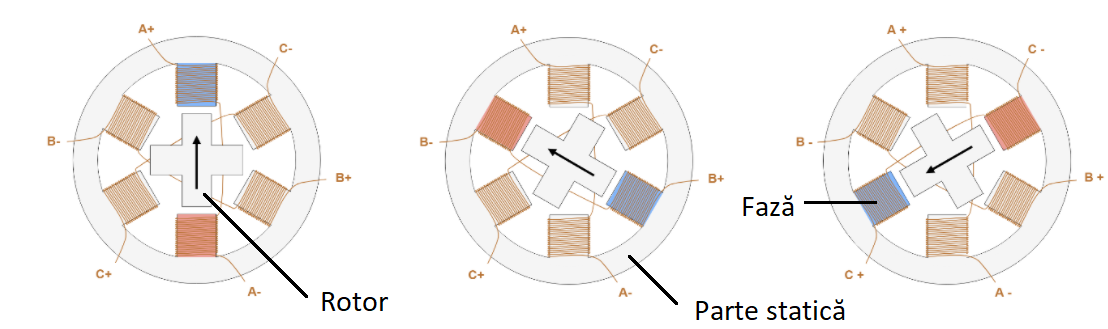 A+
C-
B-
B+
C+
A-
Rotor
A+
C-
B-
B+
A-
Parte statică
A +
C -
B -
B +
Fază
C +
A -